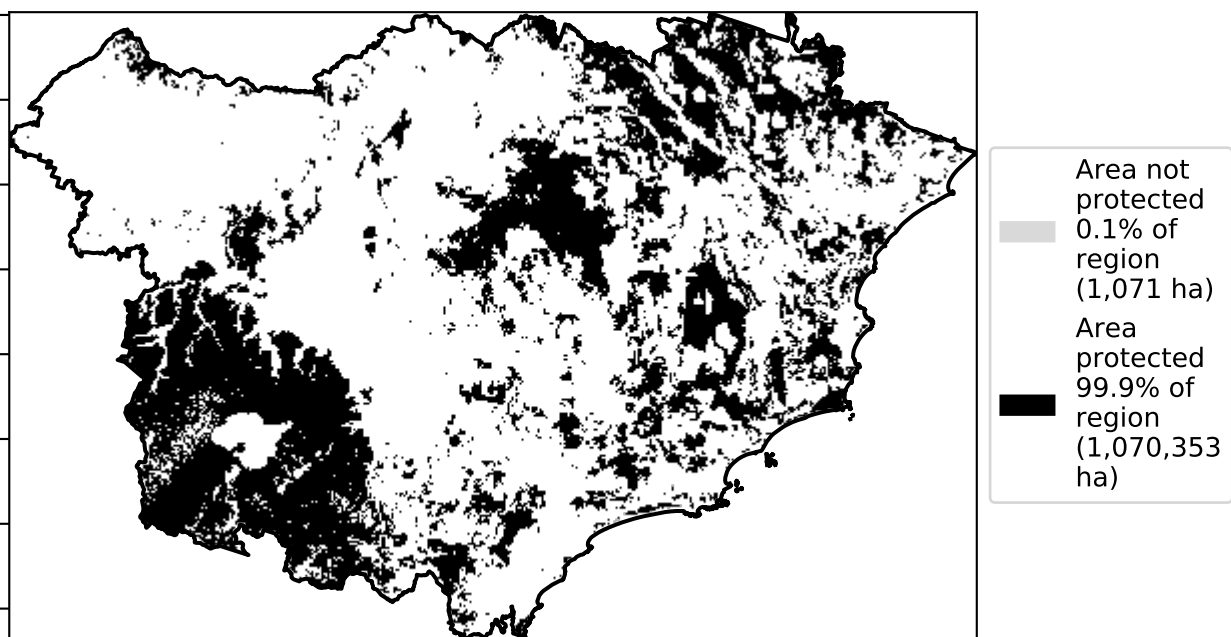 Area not
protected
0.1% of
region
(1,071 ha)
Area
protected
99.9% of
region
(1,070,353
ha)